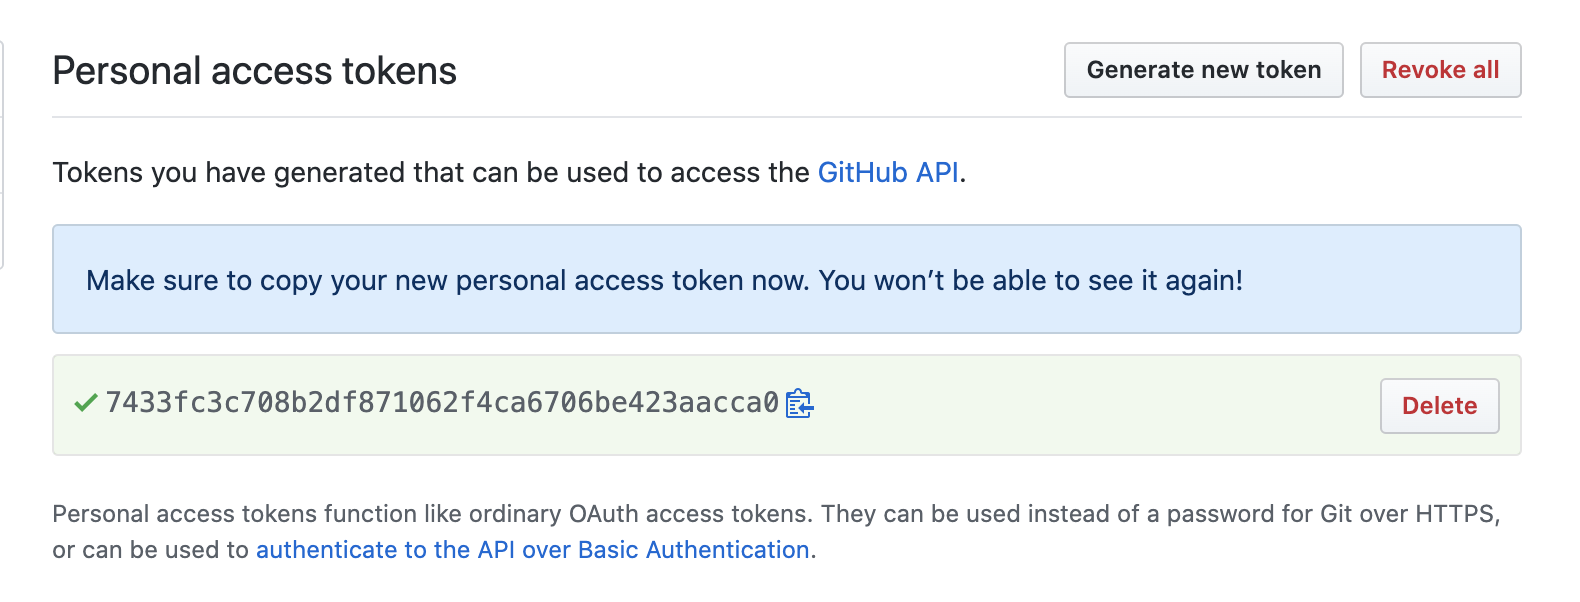 Personal access tokens
Generate new token
Revoke all
Tokens you have generated that can be used to access the GitHub API.
Make sure to copy your new personal access token now. You won’t be able to see it again!
7433fc3c708b2df871062f4ca6706be423aacca0
Delete
Personal access tokens function like ordinary OAuth access tokens. They can be used instead of a password for Git over HTTPS,
or can be used to authenticate to the API over Basic Authentication.